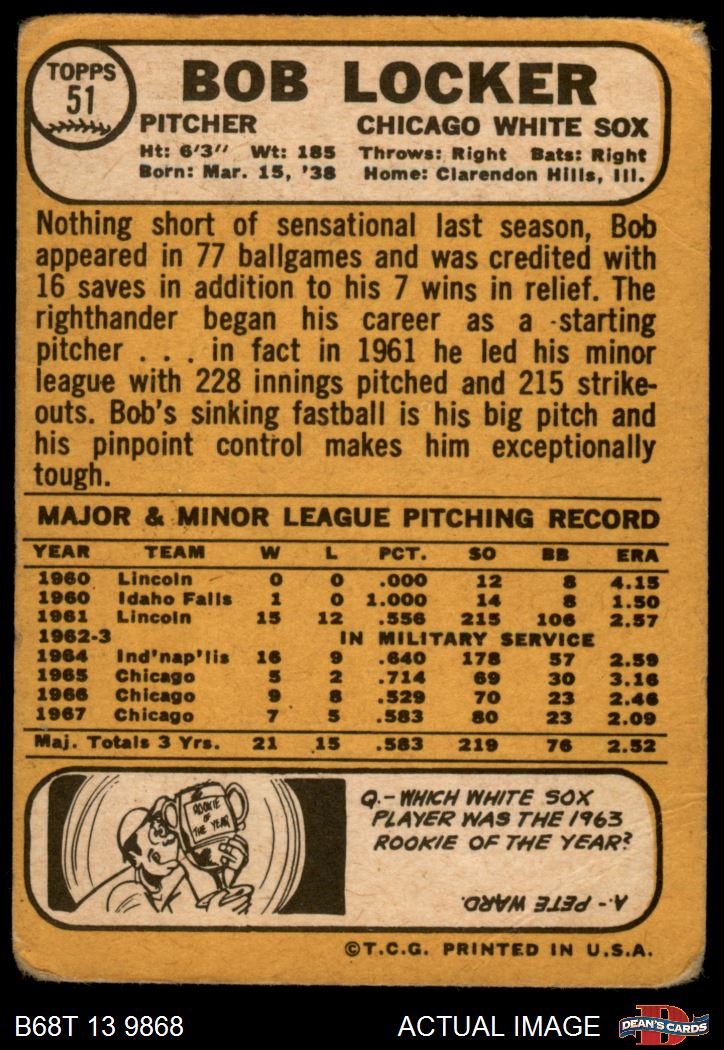 TOPPS
51
BOB LOCKER
PITCHER CHICAGO WHITE SOX
Ht: 6'3" Wt: 185 Throws: Right Bats: Right
Born: Mar. 15, '38 Home: Clarendon Hills, Ill.
Nothing short of sensational last season, Bob
appeared in 77 ballgames and was credited with
16 saves in addition to his 7 wins in relief. The
righthander began his career as a starting
pitcher . . . in fact in 1961 he led his minor
league with 228 innings pitched and 215 strike-
outs. Bob's sinking fastball is his big pitch and
his pinpoint control makes him exceptionally
tough.
MAJOR & MINOR LEAGUE PITCHING RECORD
YEAR TEAM W L PCT. SO BB ERA
1960 Lincoln 0 0 .000 12 8 4.15
1960 Idaho Falls 1 0 1.000 14 8 1.50
1961 Lincoln 15 12 .556 215 106 2.57
1962-3 IN MILITARY SERVICE
1964 Ind'nap'lis 16 9 .640 178 57 2.59
1965 Chicago 5 2 .714 69 30 3.16
1966 Chicago 9 8 .529 70 23 2.46
1967 Chicago 7 5 .583 80 23 2.09
Maj. Totals 3 Yrs. 21 15 .583 219 76 2.52
ROOKIE
OF
THE YEAR
Q.- WHICH WHITE SOX
PLAYER WAS THE 1963
ROOKIE OF THE YEAR?
A.- PETE WARD.
©T.C.G. PRINTED IN U.S.A.
B68T 13 9868 ACTUAL IMAGE
D
DEAN'S CARDS